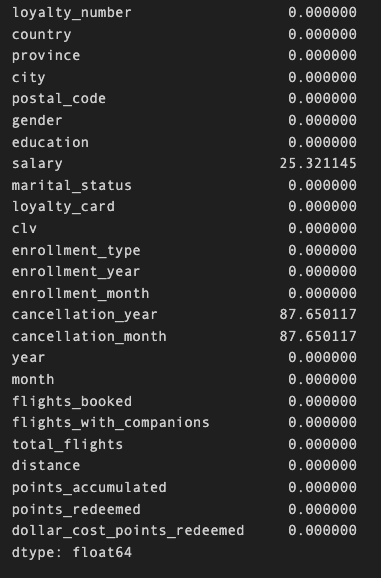 loyalty_number 0.000000
country 0.000000
province 0.000000
city 0.000000
postal_code 0.000000
gender 0.000000
education 0.000000
salary 25.321145
marital_status 0.000000
loyalty_card 0.000000
clv 0.000000
enrollment_type 0.000000
enrollment_year 0.000000
enrollment_month 0.000000
cancellation_year 87.650117
cancellation_month 87.650117
year 0.000000
month 0.000000
flights_booked 0.000000
flights_with_companions 0.000000
total_flights 0.000000
distance 0.000000
points_accumulated 0.000000
points_redeemed 0.000000
dollar_cost_points_redeemed 0.000000
dtype: float64